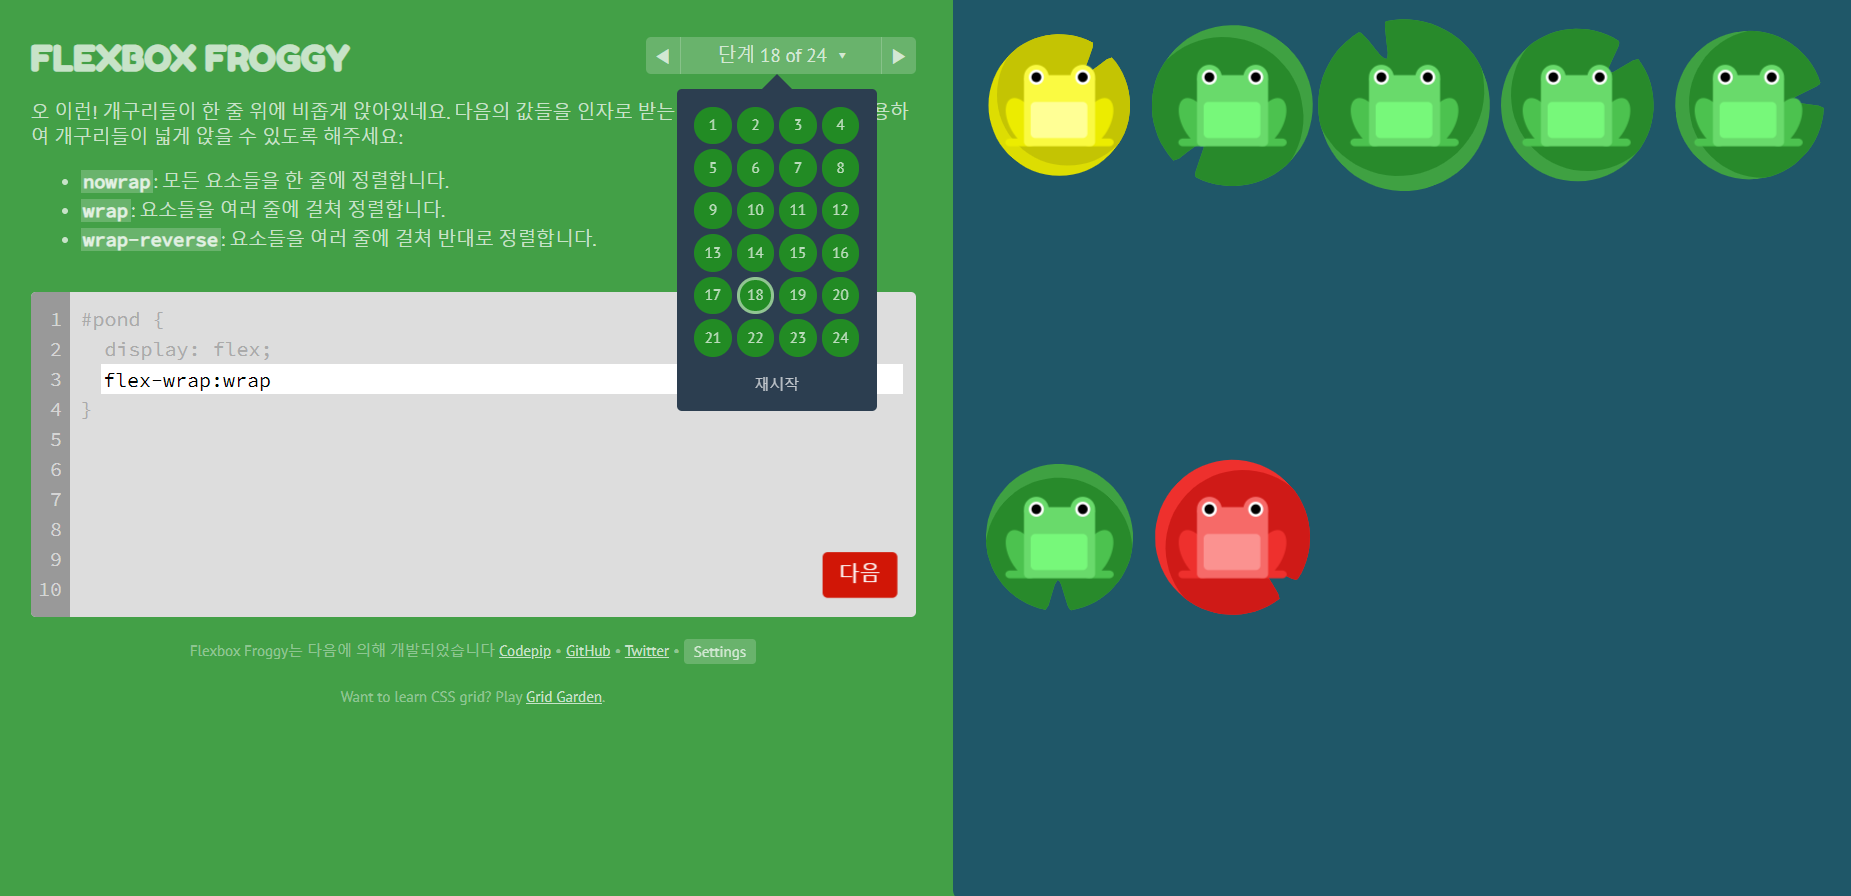 FLEXBOX FROGGY
◀ 단계 18 of 24 ▼ ▶
오 이런! 개구리들이 한 줄 위에 비좁게 앉아있네요. 다음의 값들을 인자로 받는 용하
여 개구리들이 넓게 앉을 수 있도록 해주세요:
• nowrap: 모든 요소들을 한 줄에 정렬합니다.
• wrap: 요소들을 여러 줄에 걸쳐 정렬합니다.
• wrap-reverse: 요소들을 여러 줄에 걸쳐 반대로 정렬합니다.
1 2 3 4
5 6 7 8
9 10 11 12
13 14 15 16
17 18 19 20
21 22 23 24
재시작
1 #pond {
2 display: flex;
3 flex-wrap:wrap
4 }
5
6
7
8
9
10
다음
Flexbox Froggy는 다음에 의해 개발되었습니다 Codepip • GitHub • Twitter • Settings
Want to learn CSS grid? Play Grid Garden.